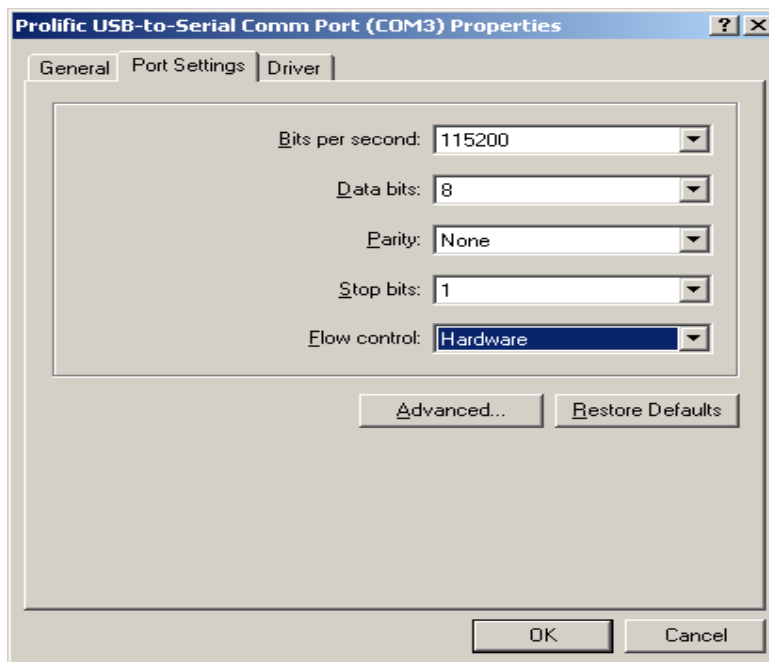 Prolific USB-to-Serial Comm Port (COM3) Properties
General Port Settings Driver
Bits per second: 115200
Data bits: 8
Parity: None
Stop bits: 1
Flow control: Hardware
Advanced... Restore Defaults
OK Cancel